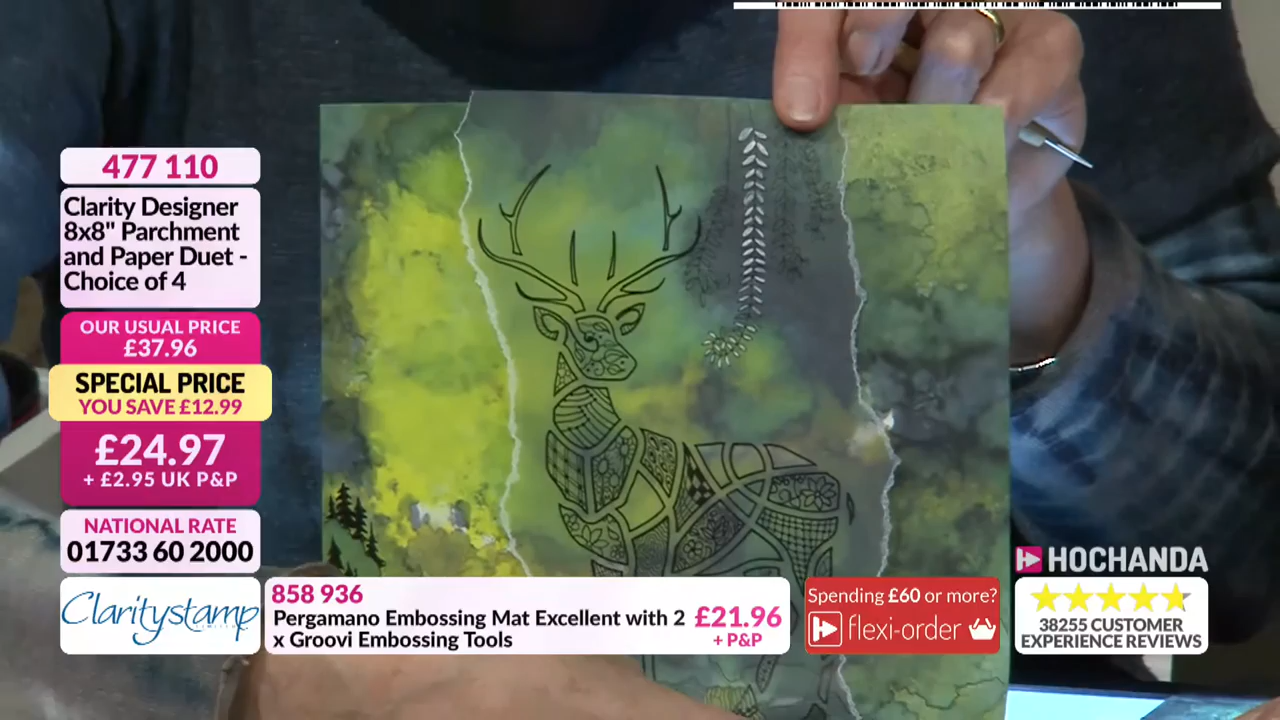 477 110
Clarity Designer
8x8" Parchment
and Paper Duet -
Choice of 4
OUR USUAL PRICE
£37.96
SPECIAL PRICE
YOU SAVE £12.99
£24.97
+ £2.95 UK P&P
NATIONAL RATE
01733 60 2000
Claritystamp
858 936
Pergamano Embossing Mat Excellent with 2
x Groovi Embossing Tools
£21.96
+ P&P
Spending £60 or more?
flexi-order
HOCHANDA
38255 CUSTOMER
EXPERIENCE REVIEWS